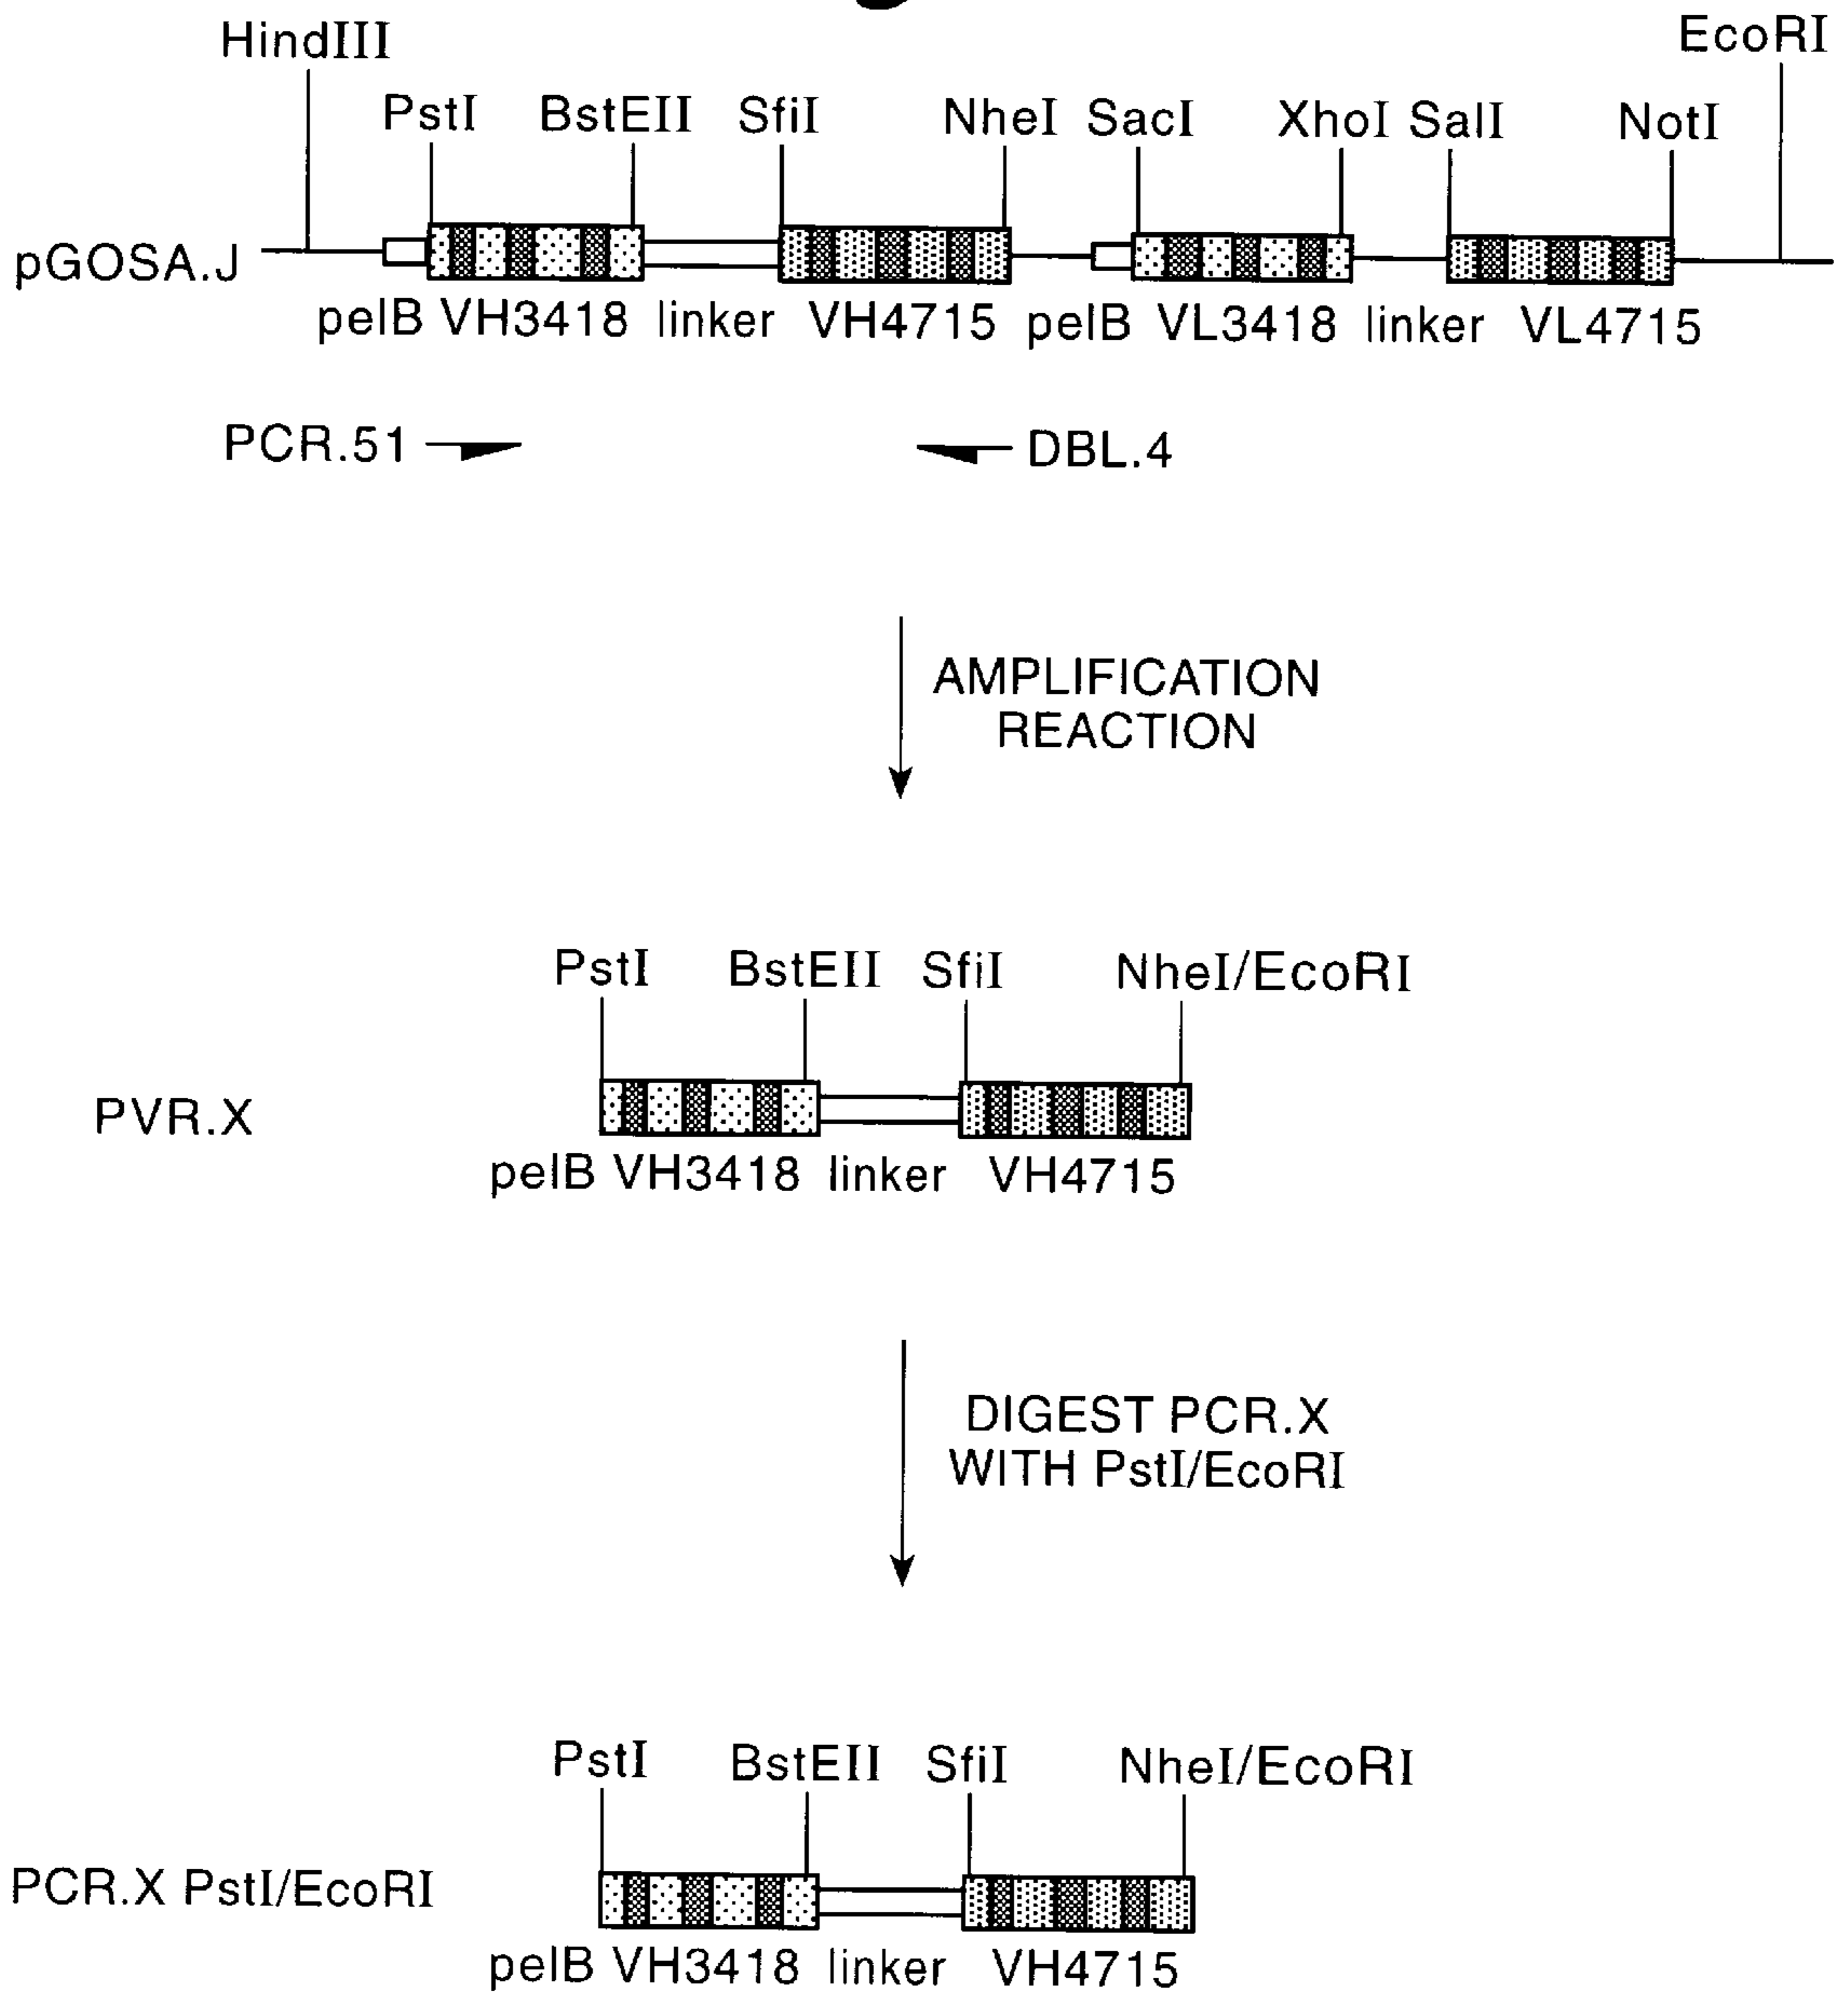 HindIII EcoRI
PstI BstEII SfiI NheI SacI XhoI SalI NotI
pGOSA.J
pelB VH3418 linker VH4715 pelB VL3418 linker VL4715
PCR.51 DBL.4
AMPLIFICATION
REACTION
PstI BstEII SfiI NheI/EcoRI
PVR.X
pelB VH3418 linker VH4715
DIGEST PCR.X
WITH PstI/EcoRI
PstI BstEII SfiI NheI/EcoRI
PCR.X PstI/EcoRI
pelB VH3418 linker VH4715